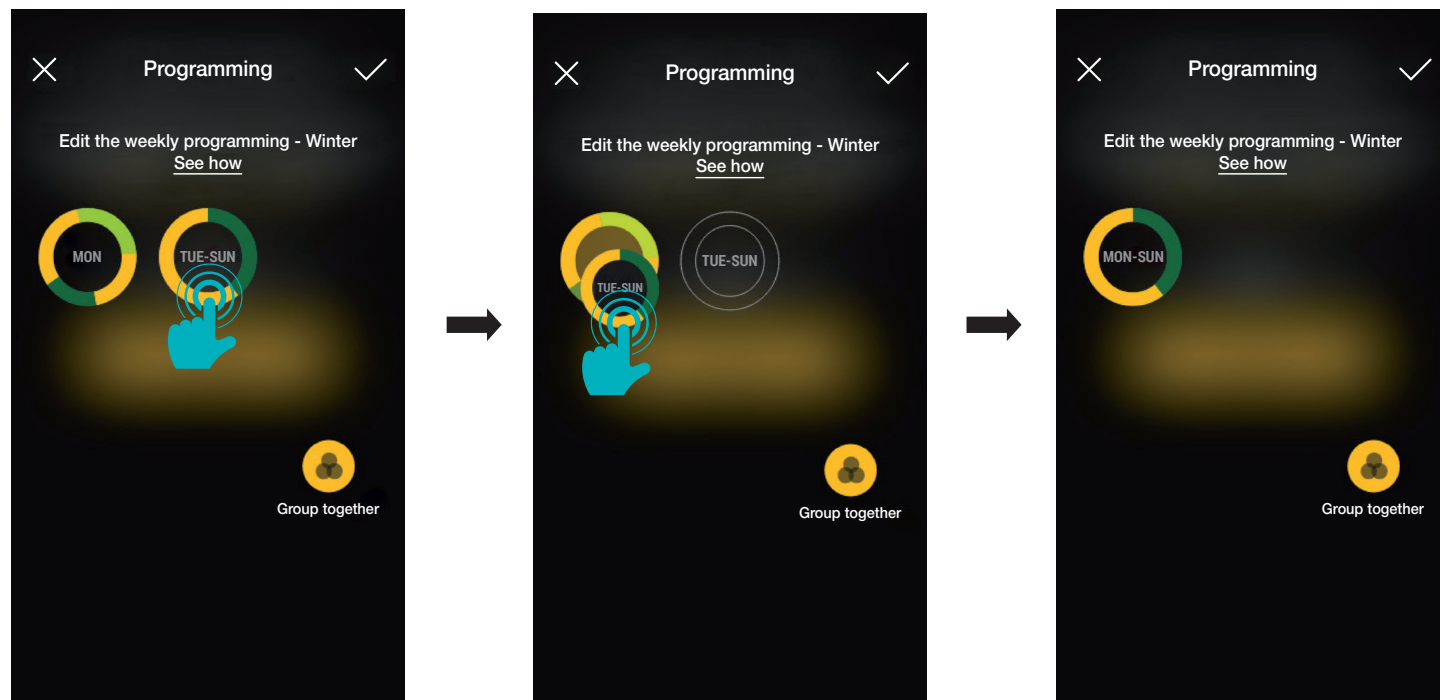 Programming
Edit the weekly programming - Winter
See how
MON
TUE-SUN
Group together
Programming
Edit the weekly programming - Winter
See how
TUE-SUN
TUE-SUN
Group together
Programming
Edit the weekly programming - Winter
See how
MON-SUN
Group together